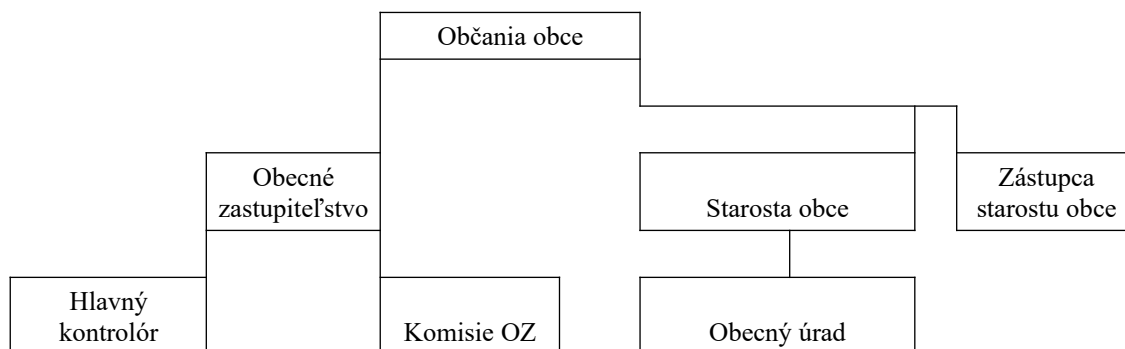 Občania obce
Obecné
zastupiteľstvo
Starosta obce
Zástupca
starostu obce
Hlavný
kontrolór
Komisie OZ
Obecný úrad